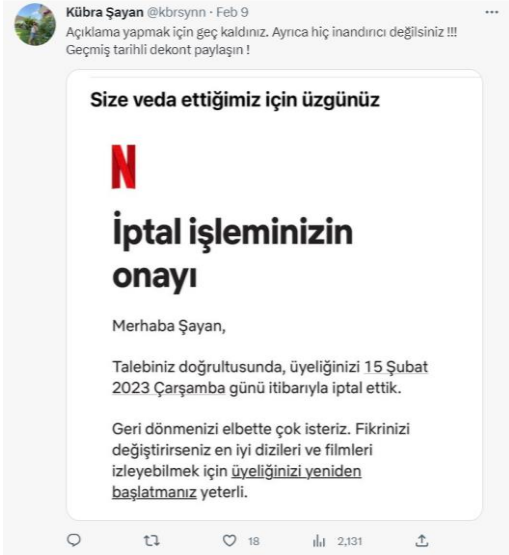 Kübra Şayan @kbrsynn · Feb 9
Açıklama yapmak için geç kaldınız. Ayrıca hiç inandırıcı değilsiniz !!!
Geçmiş tarihli dekont paylaşın !
Size veda ettiğimiz için üzgünüz
N
İptal işleminizin
onayı
Merhaba Şayan,
Talebiniz doğrultusunda, üyeliğinizi 15 Şubat
2023 Çarşamba günü itibarıyla iptal ettik.
Geri dönmenizi elbette çok isteriz. Fikrinizi
değiştirirseniz en iyi dizileri ve filmleri
izleyebilmek için üyeliğinizi yeniden
başlatmanız yeterli.
18 2,131